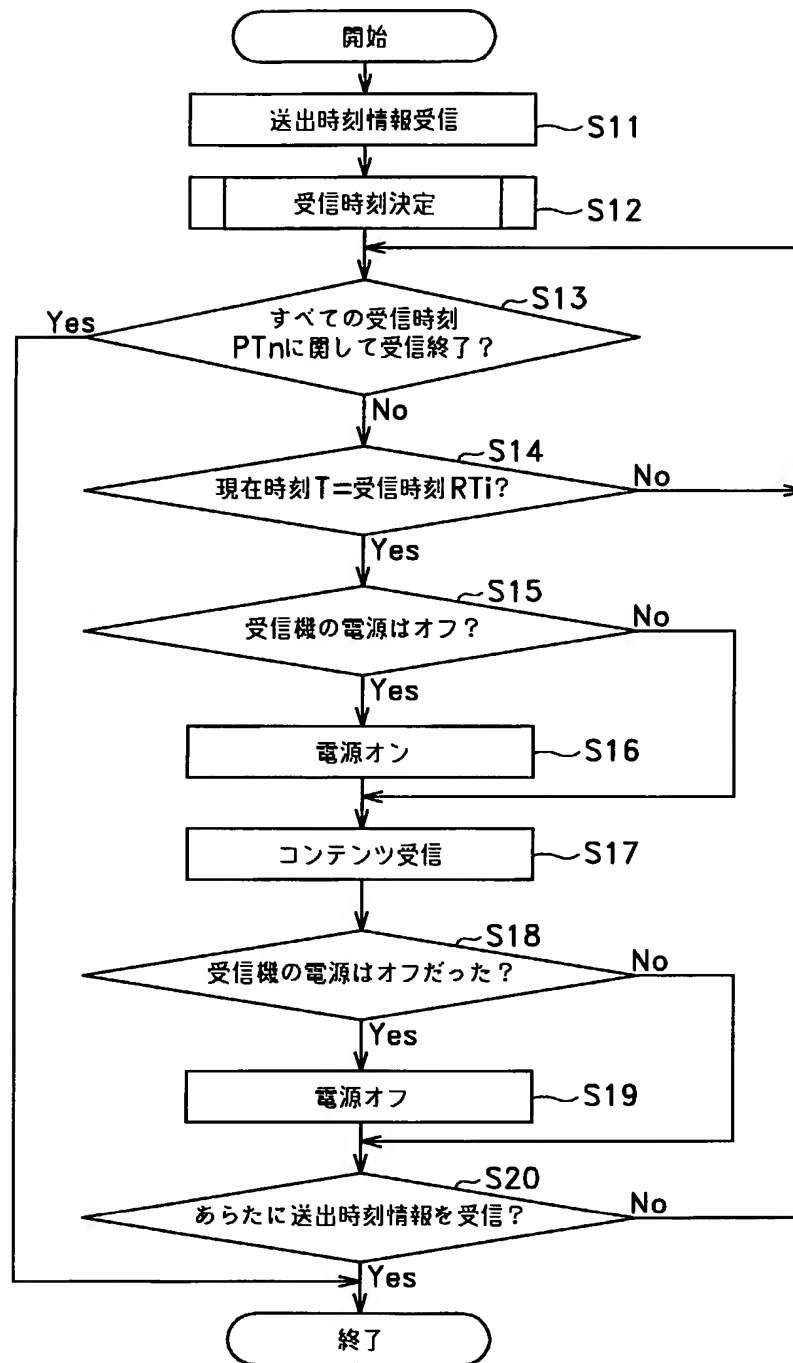 開始
送出時刻情報受信
S11
受信時刻決定
S12
S13
すべての受信時刻
PTnに関して受信終了？
Yes
No
S14
現在時刻T=受信時刻RTi?
No
Yes
S15
受信機の電源はオフ？
No
Yes
電源オン
S16
コンテンツ受信
S17
S18
受信機の電源はオフだった？
No
Yes
電源オフ
S19
S20
あらたに送出時刻情報を受信？
No
Yes
終了